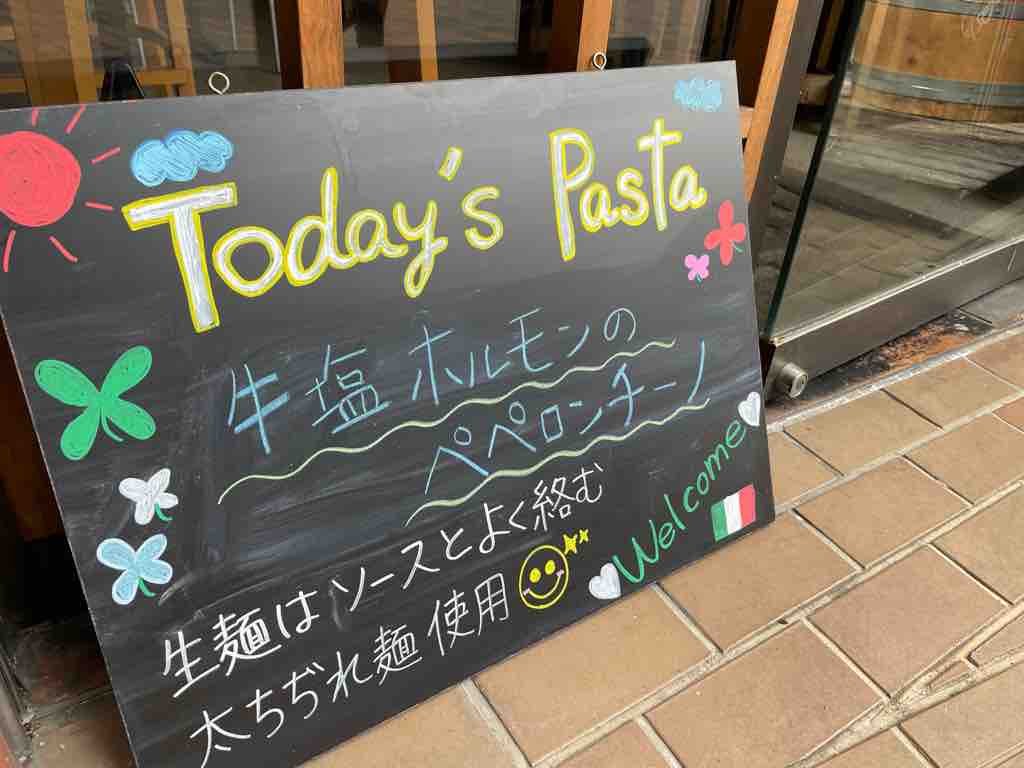 Today's Pasta
牛塩ホルモンの
ペペロンチーノ
生麺はソースとよく絡む
太ちぢれ麺使用
Welcome